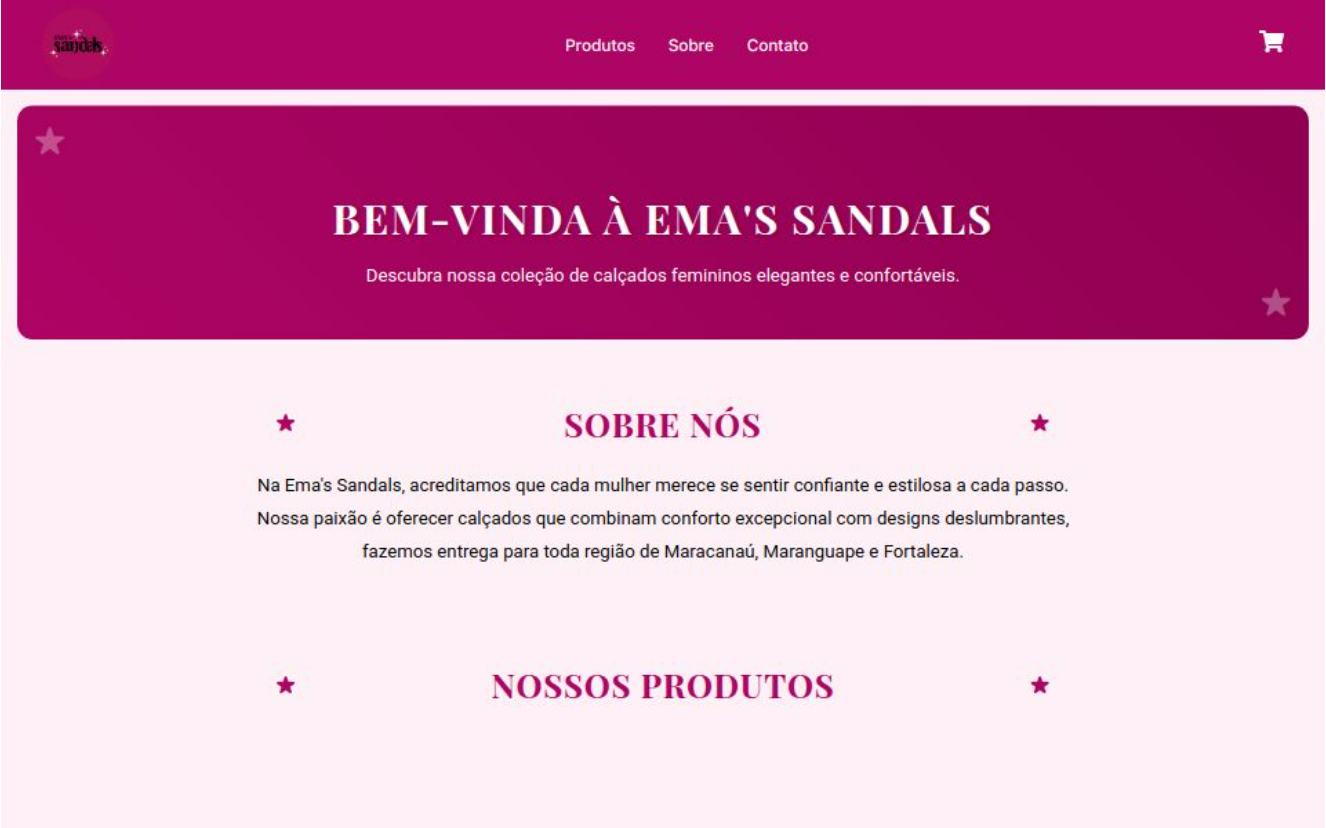 sandals
Produtos
Sobre
Contato
BEM-VINDA À EMA'S SANDALS
Descubra nossa coleção de calçados femininos elegantes e confortáveis.
SOBRE NÓS
Na Ema's Sandals, acreditamos que cada mulher merece se sentir confiante e estilosa a cada passo.
Nossa paixão é oferecer calçados que combinam conforto excepcional com designs deslumbrantes,
fazemos entrega para toda região de Maracanaú, Maranguape e Fortaleza.
NOSSOS PRODUTOS